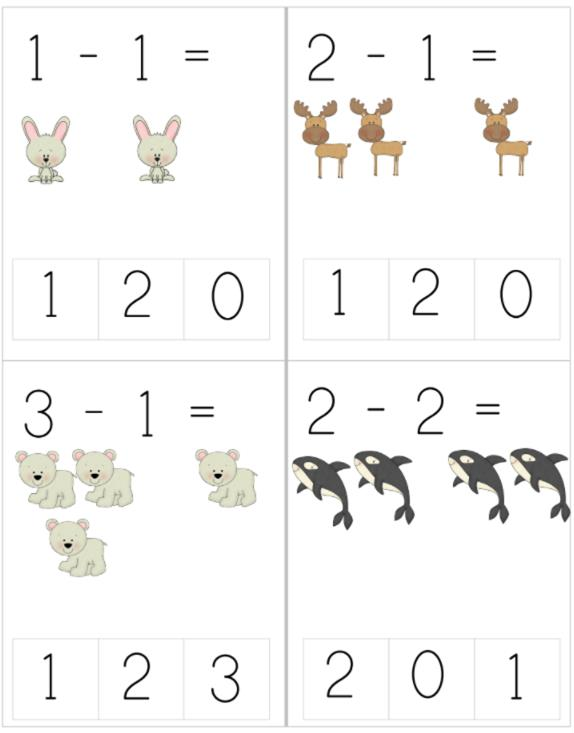 1 - 1 =
1 2 0
2 - 1 =
1 2 0
3 - 1 =
1 2 3
2 - 2 =
2 0 1